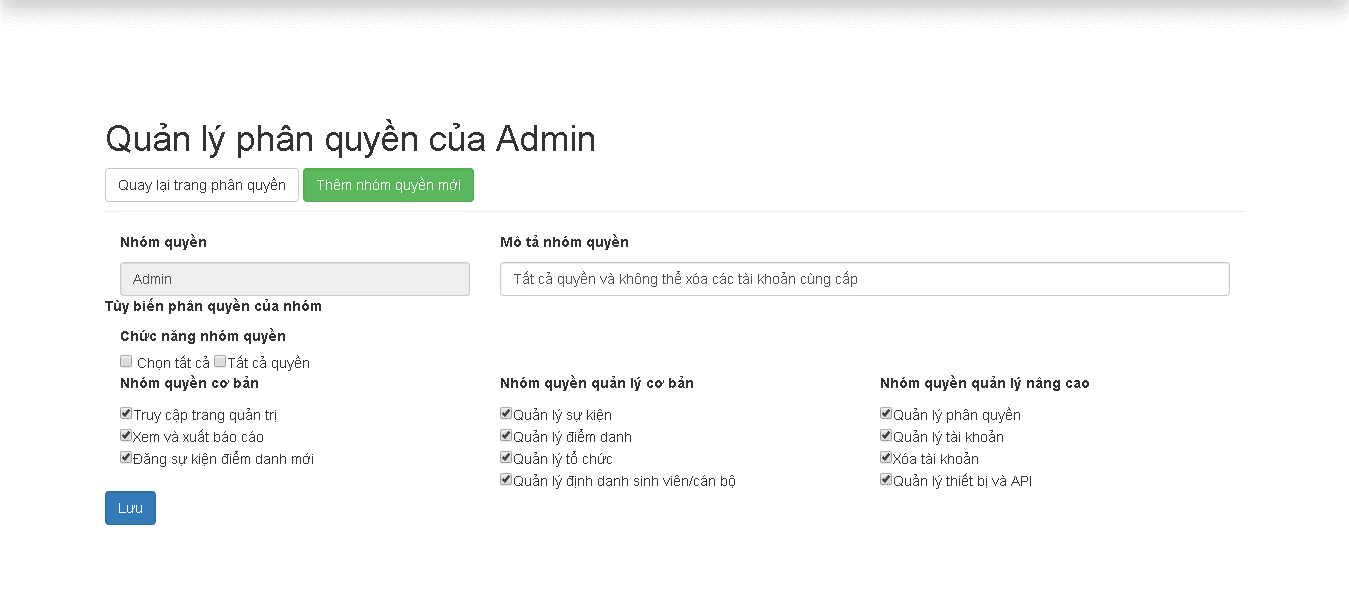 Quản lý phân quyền của Admin
Quay lại trang phân quyền Thêm nhóm quyền mới
Nhóm quyền Mô tả nhóm quyền
Admin Tất cả quyền và không thể xóa các tài khoản cùng cấp
Tùy biến phân quyền của nhóm
Chức năng nhóm quyền
Chọn tất cả Tất cả quyền
Nhóm quyền cơ bản Nhóm quyền quản lý cơ bản Nhóm quyền quản lý nâng cao
Truy cập trang quản trị Quản lý sự kiện Quản lý phân quyền
Xem và xuất báo cáo Quản lý điểm danh Quản lý tài khoản
Đăng sự kiện điểm danh mới Quản lý tổ chức Xóa tài khoản
Quản lý định danh sinh viên/cán bộ Quản lý thiết bị và API
Lưu